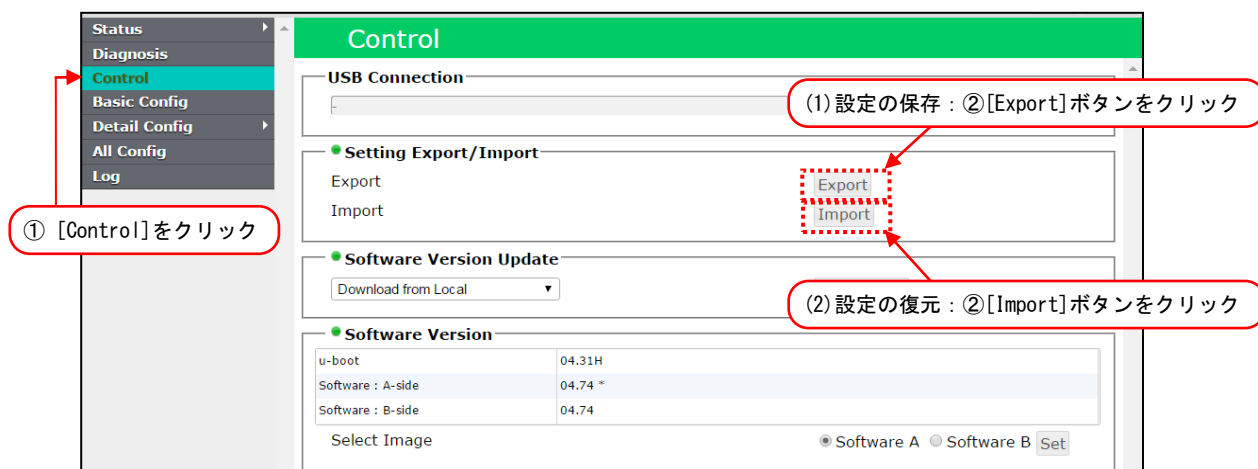 Status
Diagnosis
Control
Basic Config
Detail Config
All Config
Log
① [Control]をクリック
Control
USB Connection
-
(1)設定の保存：②[Export]ボタンをクリック
Setting Export/Import
Export Export
Import Import
Software Version Update
Download from Local
(2)設定の復元：②[Import]ボタンをクリック
Software Version
u-boot 04.31H
Software : A-side 04.74 *
Software : B-side 04.74
Select Image Software A Software B Set